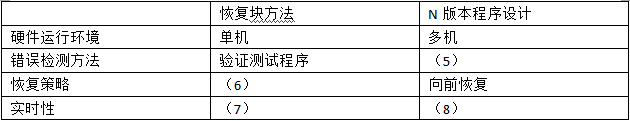 恢复块方法 N 版本程序设计
硬件运行环境 单机 多机
错误检测方法 验证测试程序 （5）
恢复策略 （6） 向前恢复
实时性 （7） （8）